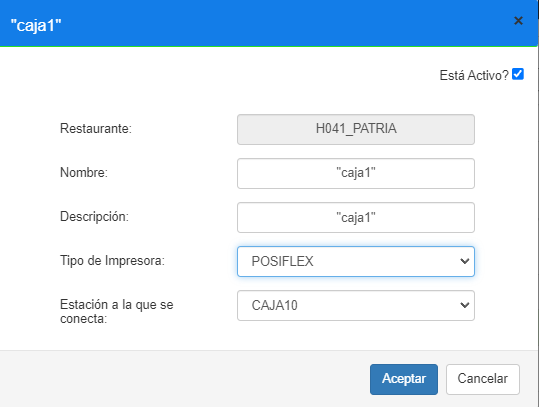 "caja1"
×
Está Activo?
Restaurante:
H041_PATRIA
Nombre:
"caja1"
Descripción:
"caja1"
Tipo de Impresora:
POSIFLEX
Estación a la que se
conecta:
CAJA10
Aceptar
Cancelar